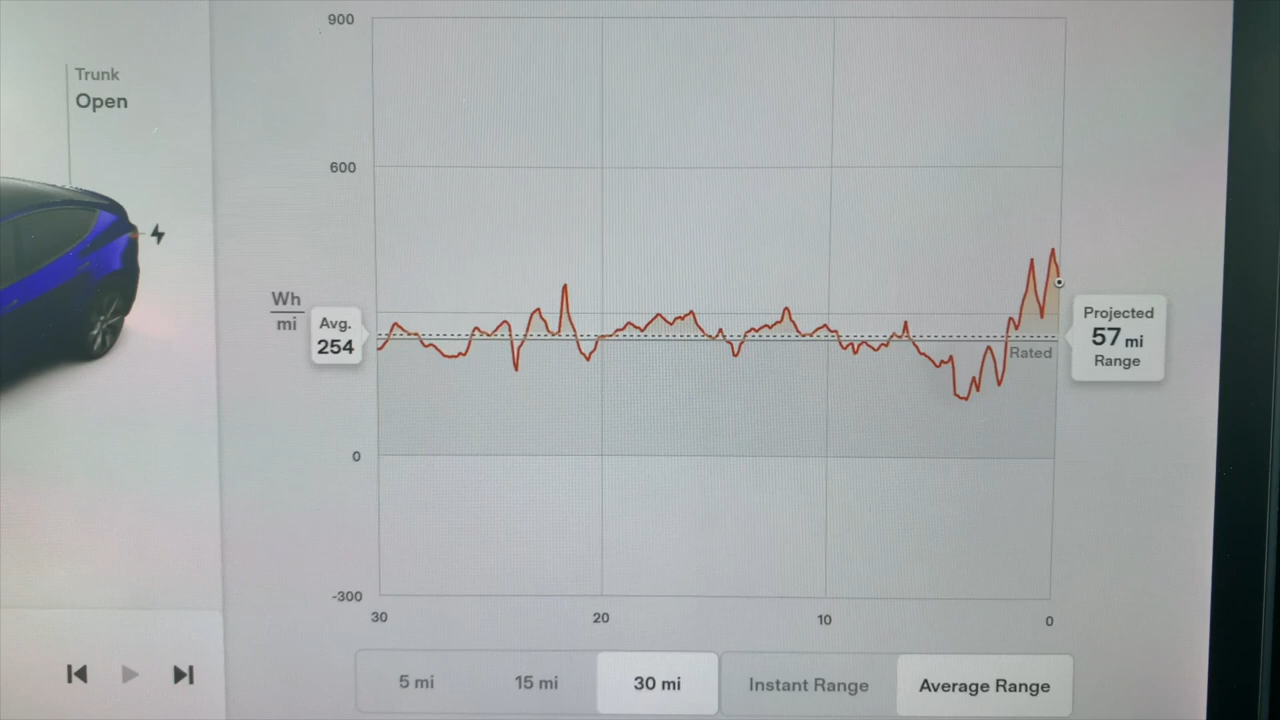 Trunk
Open
900
600
Wh
mi
Avg.
254
Projected
57 mi
Range
Rated
0
-300
30
20
10
0
5 mi
15 mi
30 mi
Instant Range
Average Range